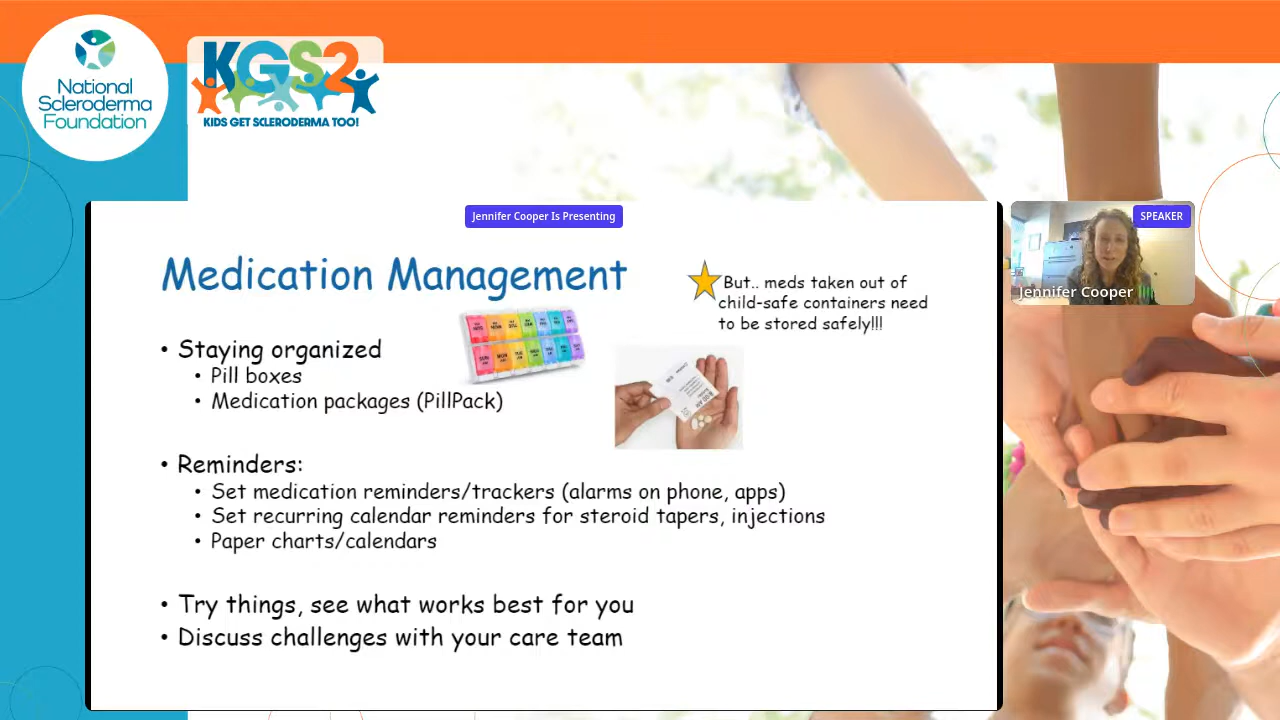 National
Scleroderma
Foundation
KGS2
KIDS GET SCLERODERMA TOO!
Jennifer Cooper Is Presenting
SPEAKER
Jennifer Cooper
Medication Management
But.. meds taken out of
child-safe containers need
to be stored safely!!!
• Staying organized
• Pill boxes
• Medication packages (PillPack)
• Reminders:
• Set medication reminders/trackers (alarms on phone, apps)
• Set recurring calendar reminders for steroid tapers, injections
• Paper charts/calendars
• Try things, see what works best for you
• Discuss challenges with your care team